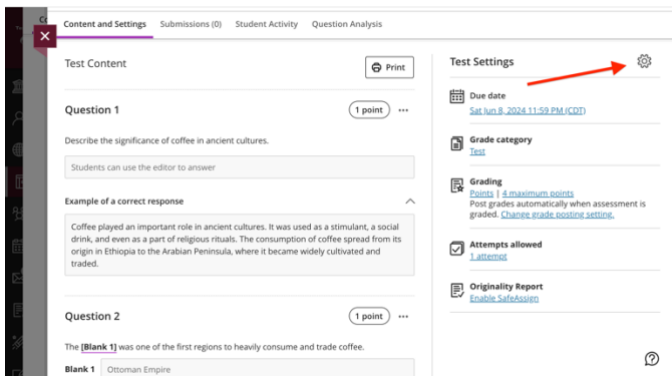 Content and Settings Submissions (0) Student Activity Question Analysis
Test Content
Print
Question 1
1 point
Describe the significance of coffee in ancient cultures.
Students can use the editor to answer
Example of a correct response
Coffee played an important role in ancient cultures. It was used as a stimulant, a social
drink, and even as a part of religious rituals. The consumption of coffee spread from its
origin in Ethiopia to the Arabian Peninsula, where it became widely cultivated and
traded.
Question 2
1 point
The [Blank 1] was one of the first regions to heavily consume and trade coffee.
Blank 1 Ottoman Empire
Test Settings
Due date
Sat Jun 8, 2024 11:59 PM (CDT)
Grade category
Test
Grading
Points | 4 maximum points
Post grades automatically when assessment is
graded. Change grade posting setting.
Attempts allowed
1 attempt
Originality Report
Enable SafeAssign